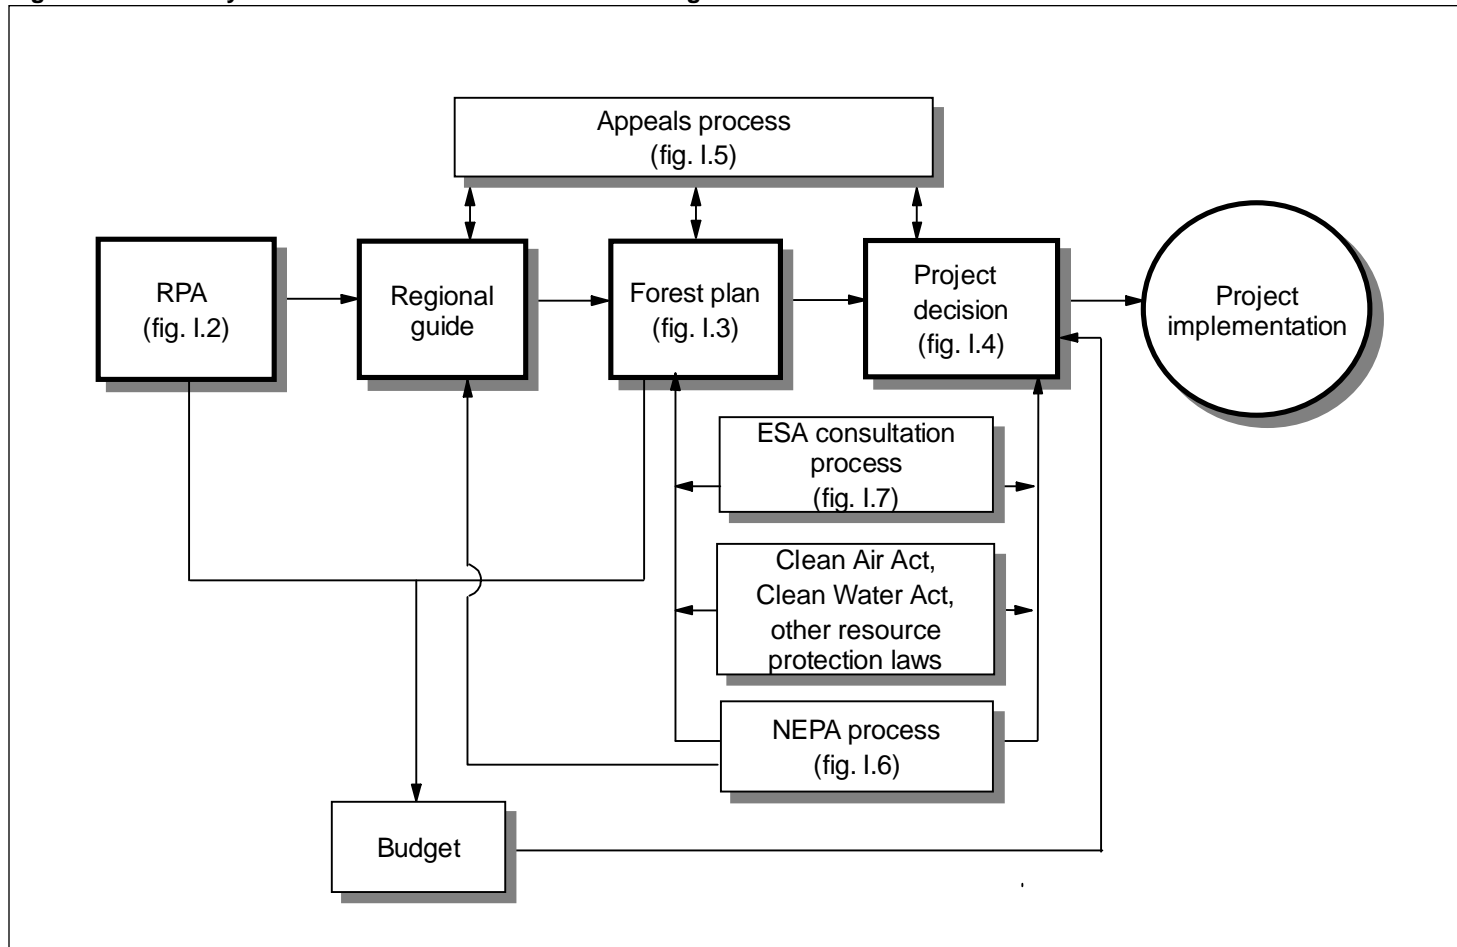 Appeals process
(fig. I.5)
RPA
(fig. I.2)
Regional
guide
Forest plan
(fig. I.3)
Project
decision
(fig. I.4)
Project
implementation
ESA consultation
process
(fig. I.7)
Clean Air Act,
Clean Water Act,
other resource
protection laws
NEPA process
(fig. I.6)
Budget